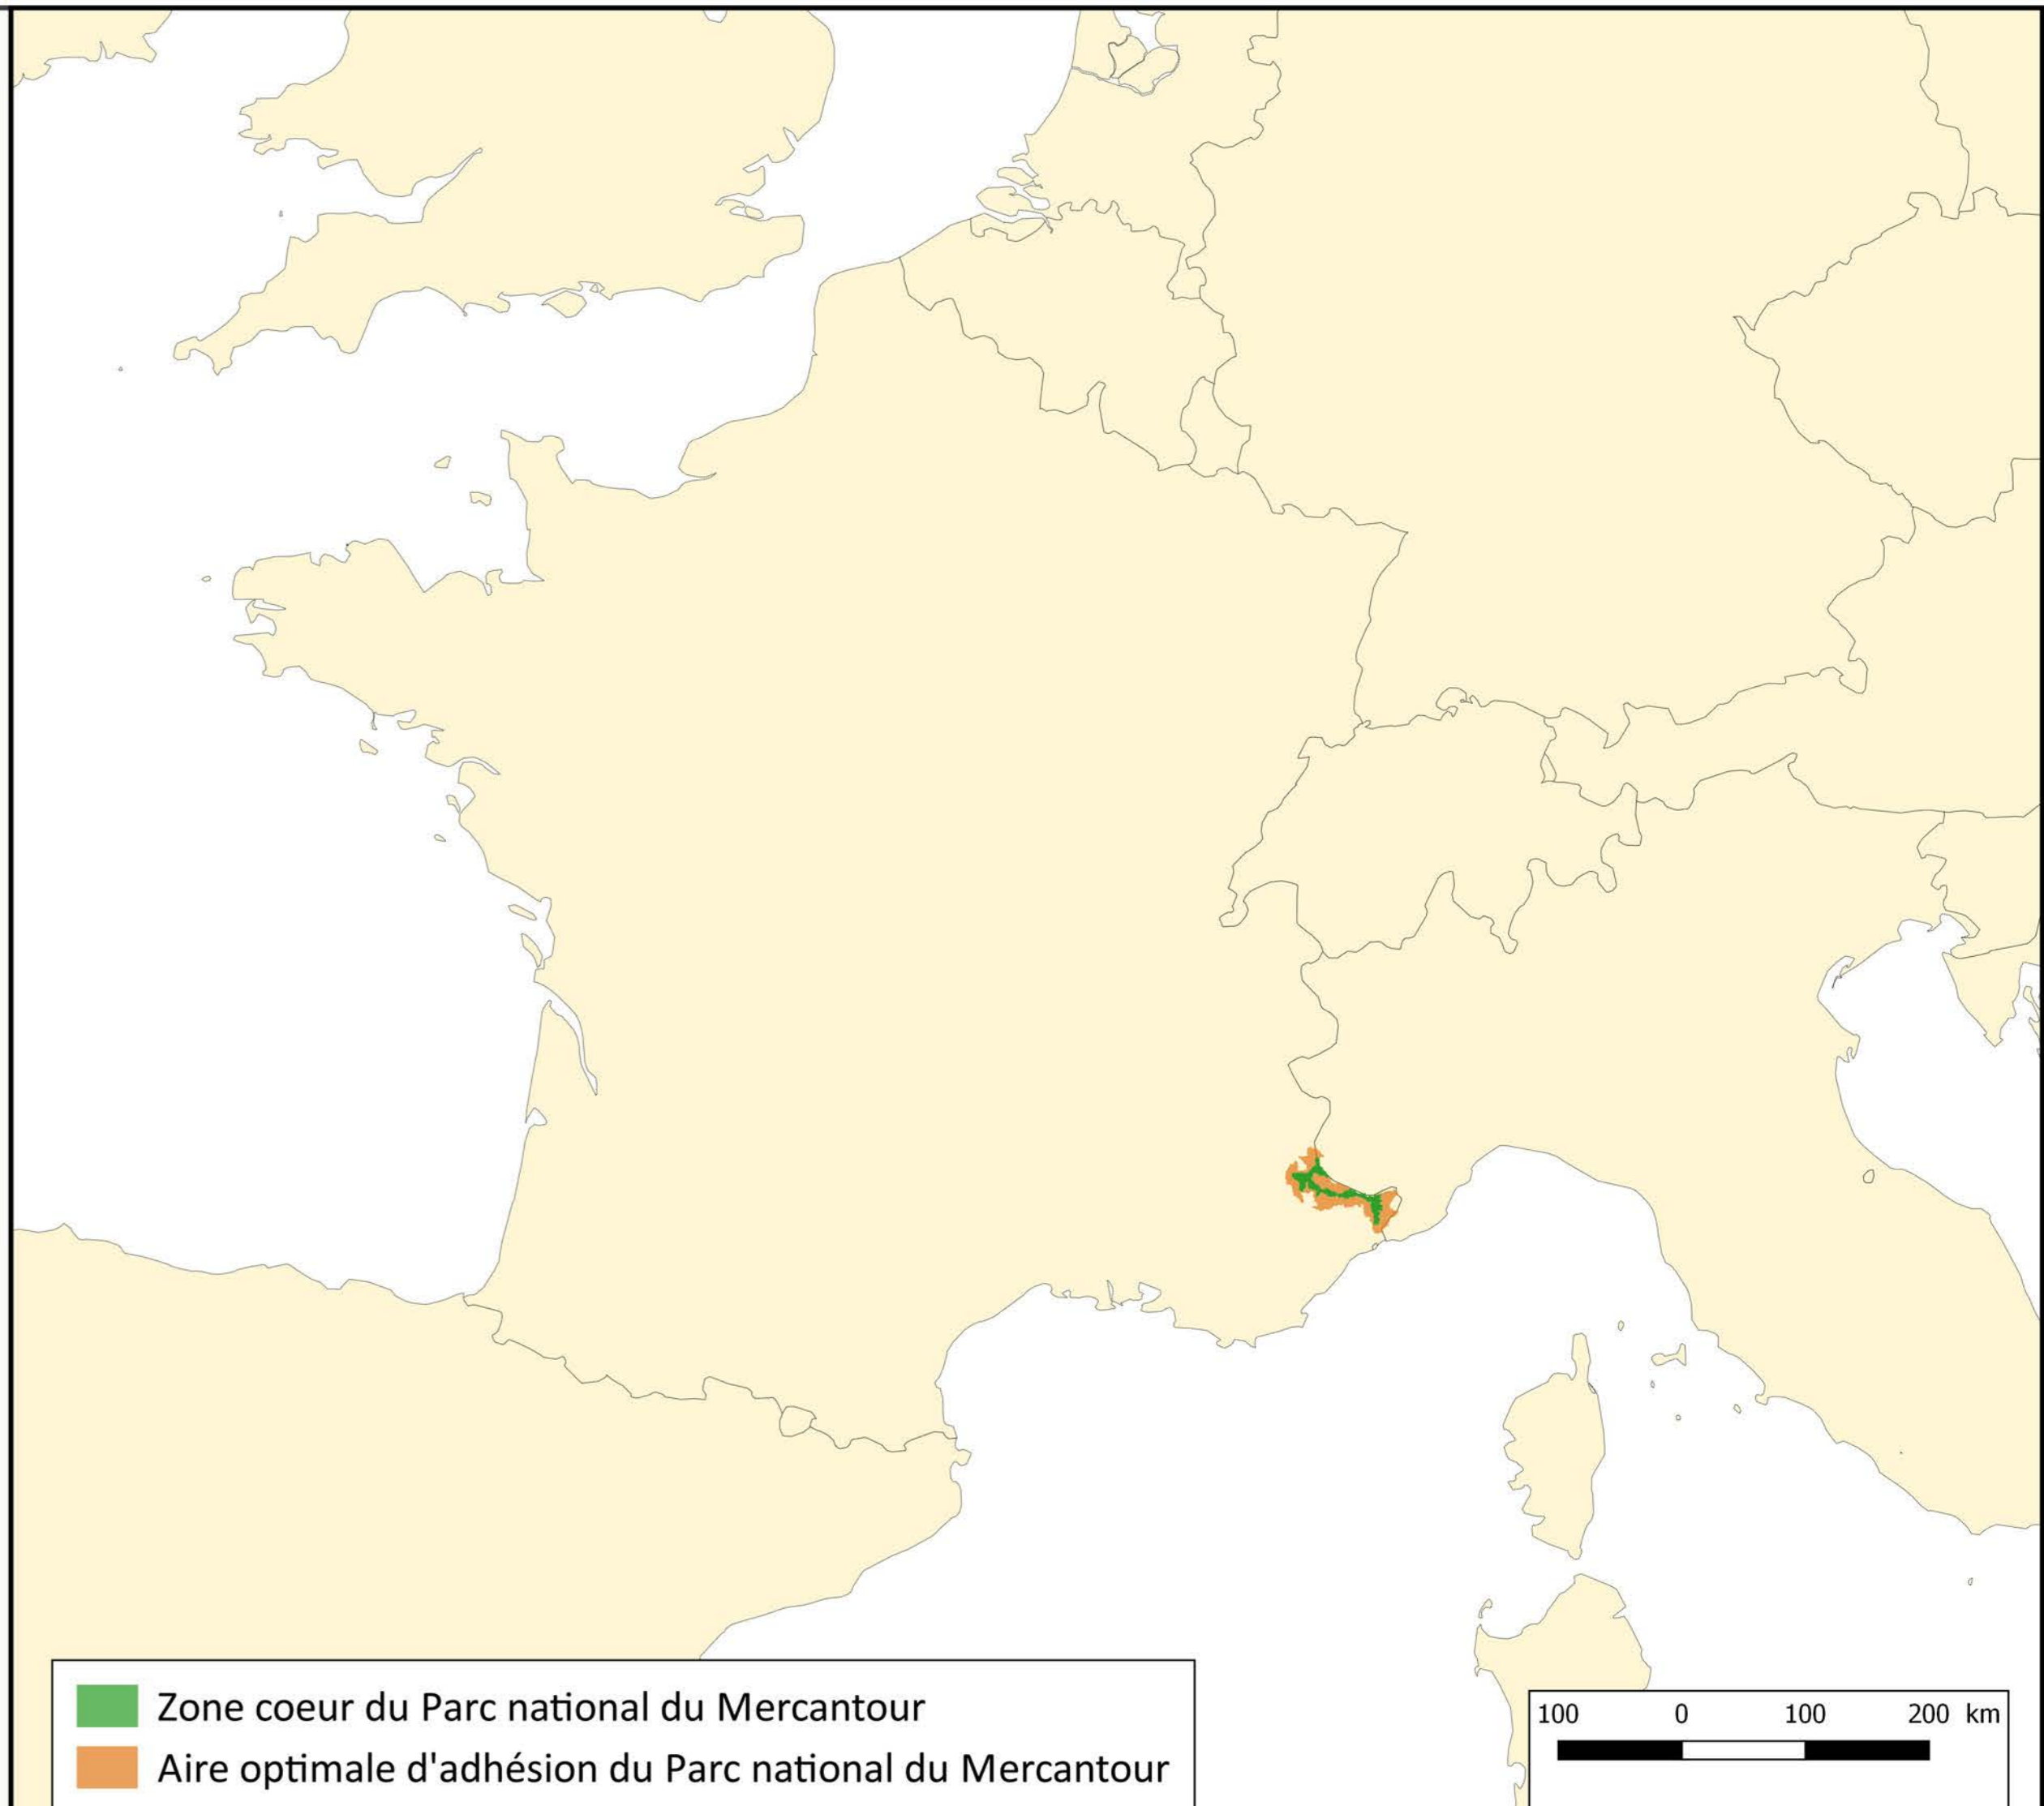 Zone coeur du Parc national du Mercantour
Aire optimale d'adhésion du Parc national du Mercantour
100 0 100 200 km